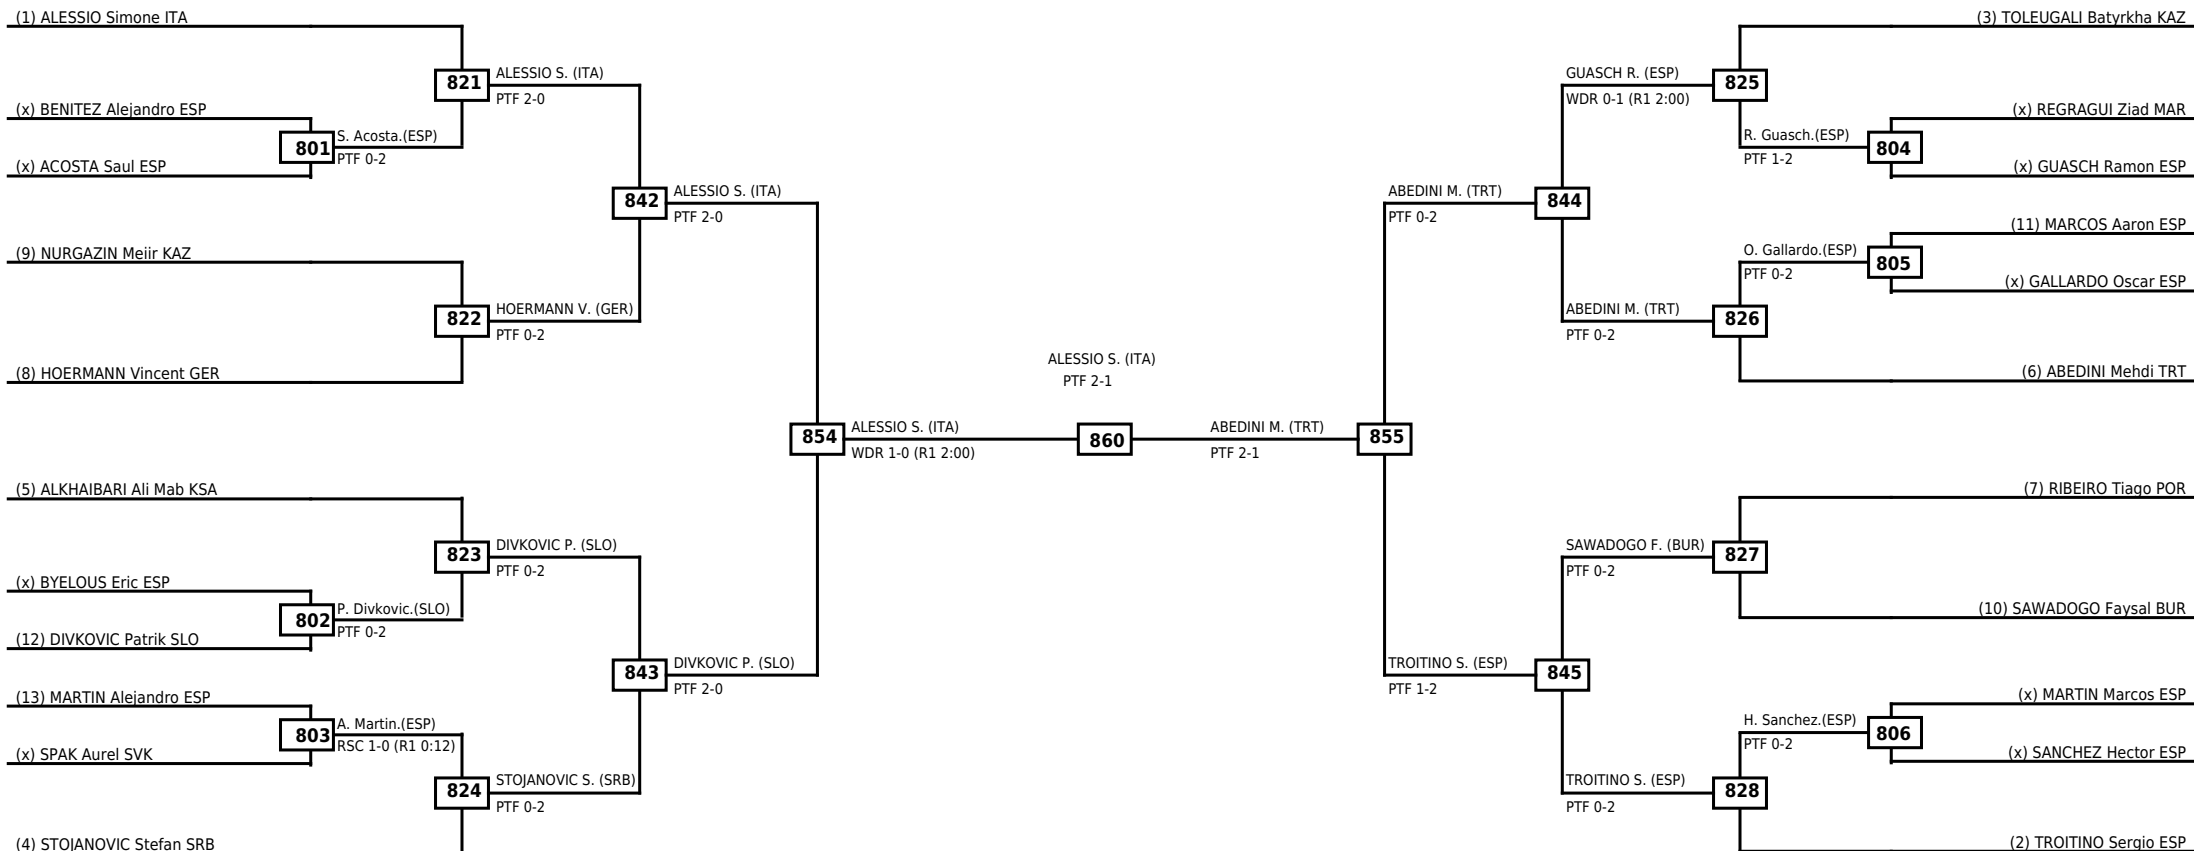 (1) ALESSIO Simone ITA
821
ALESSIO S. (ITA)
PTF 2-0
(x) BENITEZ Alejandro ESP
801
S. Acosta.(ESP)
PTF 0-2
(x) ACOSTA Saul ESP
842
ALESSIO S. (ITA)
PTF 2-0
(9) NURGAZIN Meiir KAZ
822
HOERMANN V. (GER)
PTF 0-2
(8) HOERMANN Vincent GER
854
ALESSIO S. (ITA)
WDR 1-0 (R1 2:00)
(5) ALKHAIBARI Ali Mab KSA
823
DIVKOVIC P. (SLO)
PTF 0-2
(x) BYELOUS Eric ESP
802
P. Divkovic.(SLO)
PTF 0-2
(12) DIVKOVIC Patrik SLO
843
DIVKOVIC P. (SLO)
PTF 2-0
(13) MARTIN Alejandro ESP
803
A. Martin.(ESP)
RSC 1-0 (R1 0:12)
(x) SPAK Aurel SVK
824
STOJANOVIC S. (SRB)
PTF 0-2
(4) STOJANOVIC Stefan SRB
ALESSIO S. (ITA)
PTF 2-1
860
ABEDINI M. (TRT)
PTF 2-1
855
(3) TOLEUGALI Batyrkha KAZ
GUASCH R. (ESP)
WDR 0-1 (R1 2:00)
825
(x) REGRAGUI Ziad MAR
R. Guasch.(ESP)
PTF 1-2
804
(x) GUASCH Ramon ESP
ABEDINI M. (TRT)
PTF 0-2
844
(11) MARCOS Aaron ESP
O. Gallardo.(ESP)
PTF 0-2
805
(x) GALLARDO Oscar ESP
ABEDINI M. (TRT)
PTF 0-2
826
(6) ABEDINI Mehdi TRT
(7) RIBEIRO Tiago POR
SAWADOGO F. (BUR)
PTF 0-2
827
(10) SAWADOGO Faysal BUR
TROITINO S. (ESP)
PTF 1-2
845
(x) MARTIN Marcos ESP
H. Sanchez.(ESP)
PTF 0-2
806
(x) SANCHEZ Hector ESP
TROITINO S. (ESP)
PTF 0-2
828
(2) TROITINO Sergio ESP